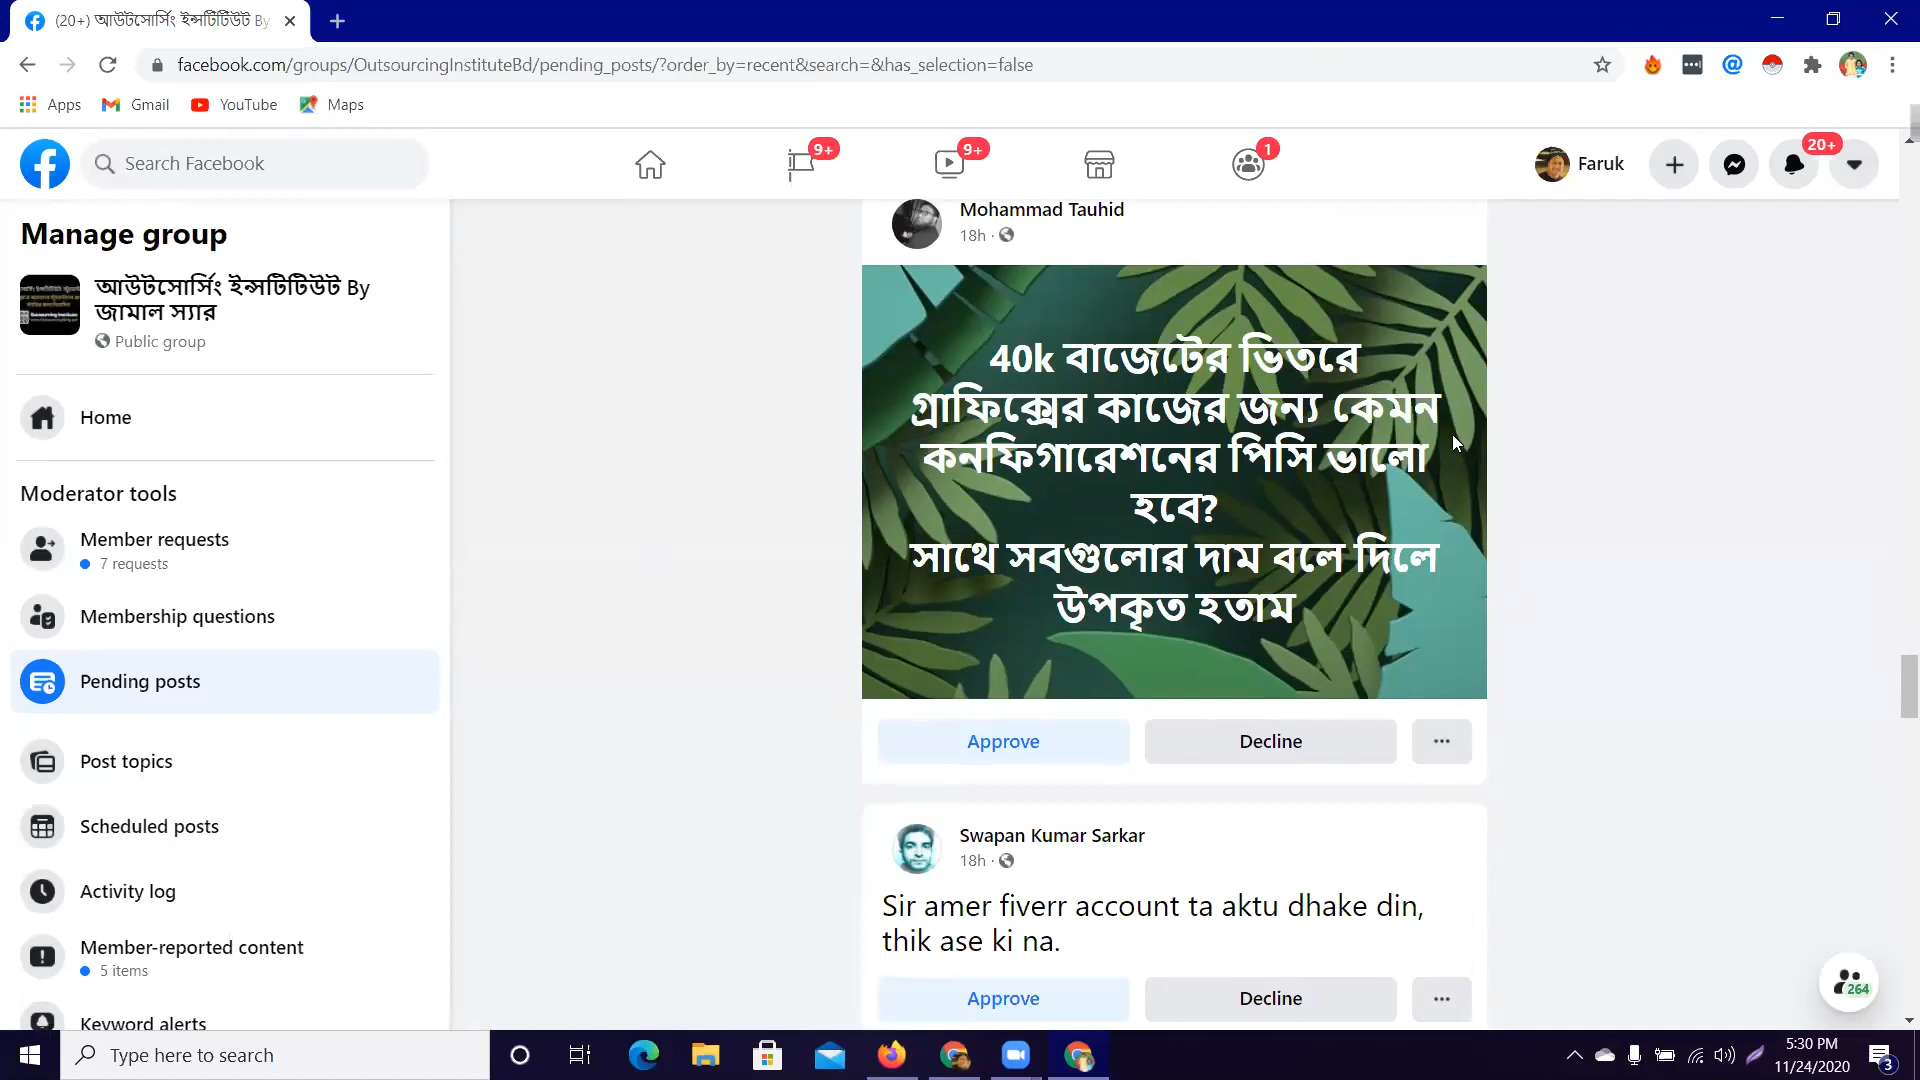 (20+) আউটসোর্সিং ইন্সটিটিউট By
facebook.com/groups/OutsourcingInstituteBd/pending_posts/?order_by=recent&search=&has_selection=false
Apps
Gmail
YouTube
Maps
Search Facebook
9+
9+
1
Faruk
20+
Manage group
আউটসোর্সিং ইন্সটিটিউট By
জামাল স্যার
Public group
Home
Moderator tools
Member requests
7 requests
Membership questions
Pending posts
Post topics
Scheduled posts
Activity log
Member-reported content
5 items
Keyword alerts
Mohammad Tauhid
18h ·
40k বাজেটের ভিতরে
গ্রাফিক্সের কাজের জন্য কেমন
কনফিগারেশনের পিসি ভালো
হবে?
সাথে সবগুলোর দাম বলে দিলে
উপকৃত হতাম
Approve
Decline
Swapan Kumar Sarkar
18h ·
Sir amer fiverr account ta aktu dhake din,
thik ase ki na.
Approve
Decline
264
Type here to search
5:30 PM
11/24/2020
3